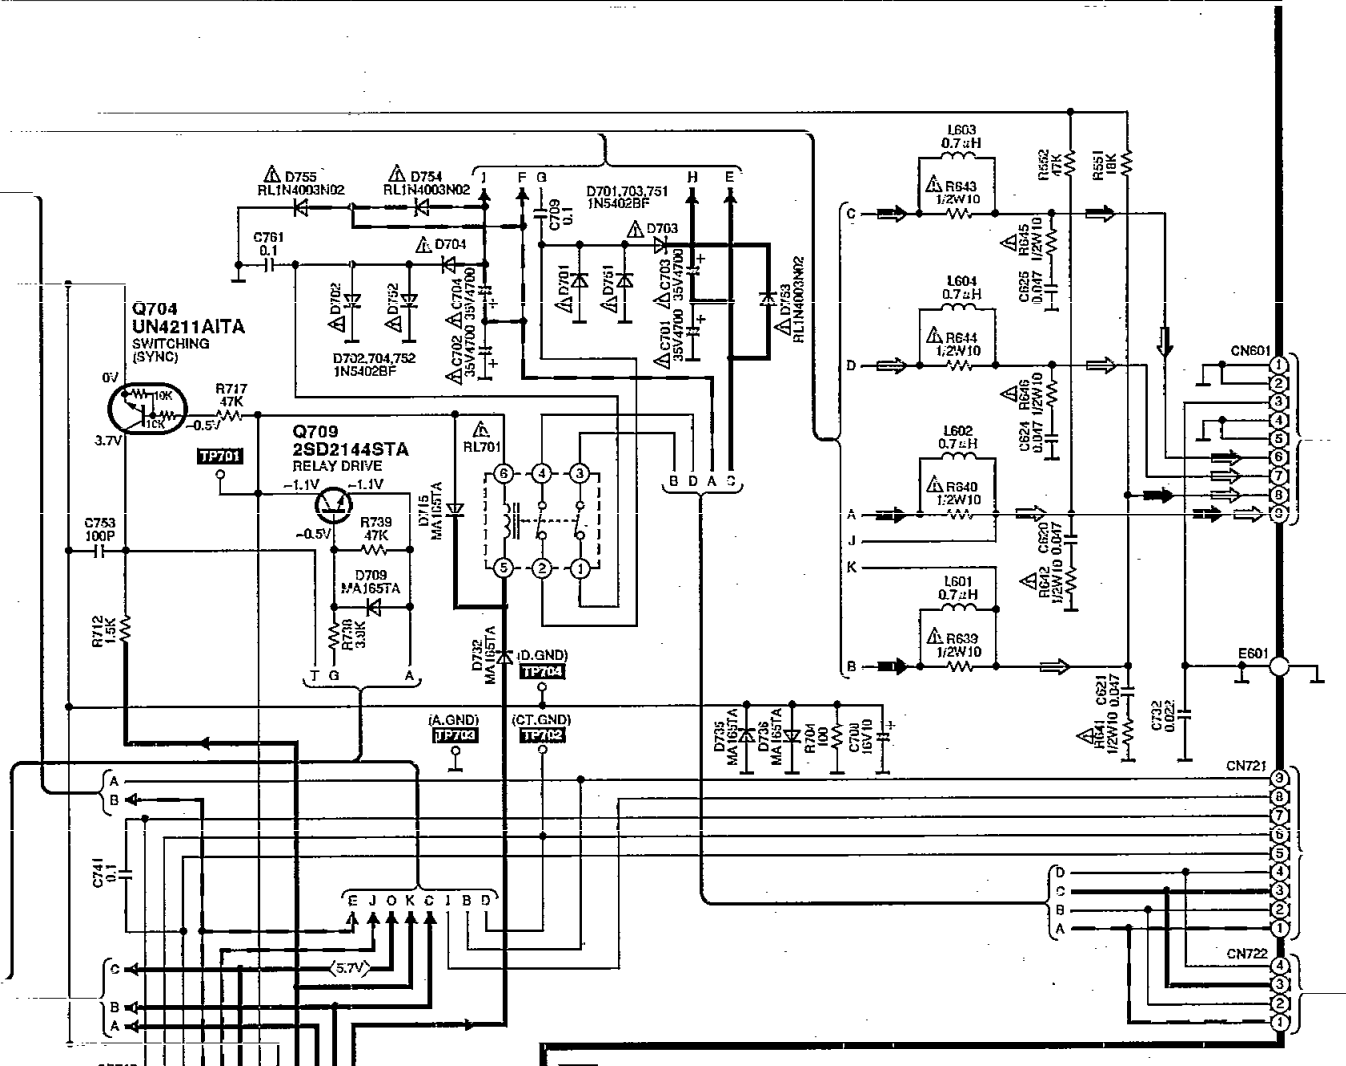 L603
0.7µH
R552
47K
R551
18K
D755
RL1N4003N02
D754
RL1N4003N02
I F G H E
D701,703,751
1N5402BF
R643
1/2W10
C709
0.1
C
D703
C761
0.1
D704
R645
1/2W10
C625
0.047
D702
D752
C704
35V4700
D701
D751
C703
35V4700
D753
RL1N4003N02
L604
0.7µH
Q704
UN4211AITA
SWITCHING
(SYNC)
C702
35V4700
C701
35V4700
R644
1/2W10
D702,704,752
1N5402BF
D
CN601
1
2
3
4
5
6
7
8
9
0V
10K
10K
R717
47K
~0.5V
3.7V
R646
1/2W10
C624
0.047
Q709
2SD2144STA
RELAY DRIVE
RL701
L602
0.7µH
TP701
6 4 3
B D A C
R640
1/2W10
~1.1V
~1.1V
D715
MA165TA
A
C753
100P
R739
47K
~0.5V
J
C620
0.047
5 2 1
K
D709
MA165TA
R642
1/2W10
L601
0.7µH
R712
1.5K
R738
3.9K
R639
1/2W10
D732
MA165TA
(D.GND)
TP704
E601
B
T G A
C621
0.047
R641
1/2W10
C732
0.022
(A.GND)
TP703
(CT.GND)
TP702
D735
MA165TA
D736
MA165TA
R704
100
C708
16V10
CN721
A
B
9
8
7
6
5
4
3
2
1
C741
0.1
D
C
B
A
E J O K C I B D
CN722
4
3
2
1
C
5.7V
B
A